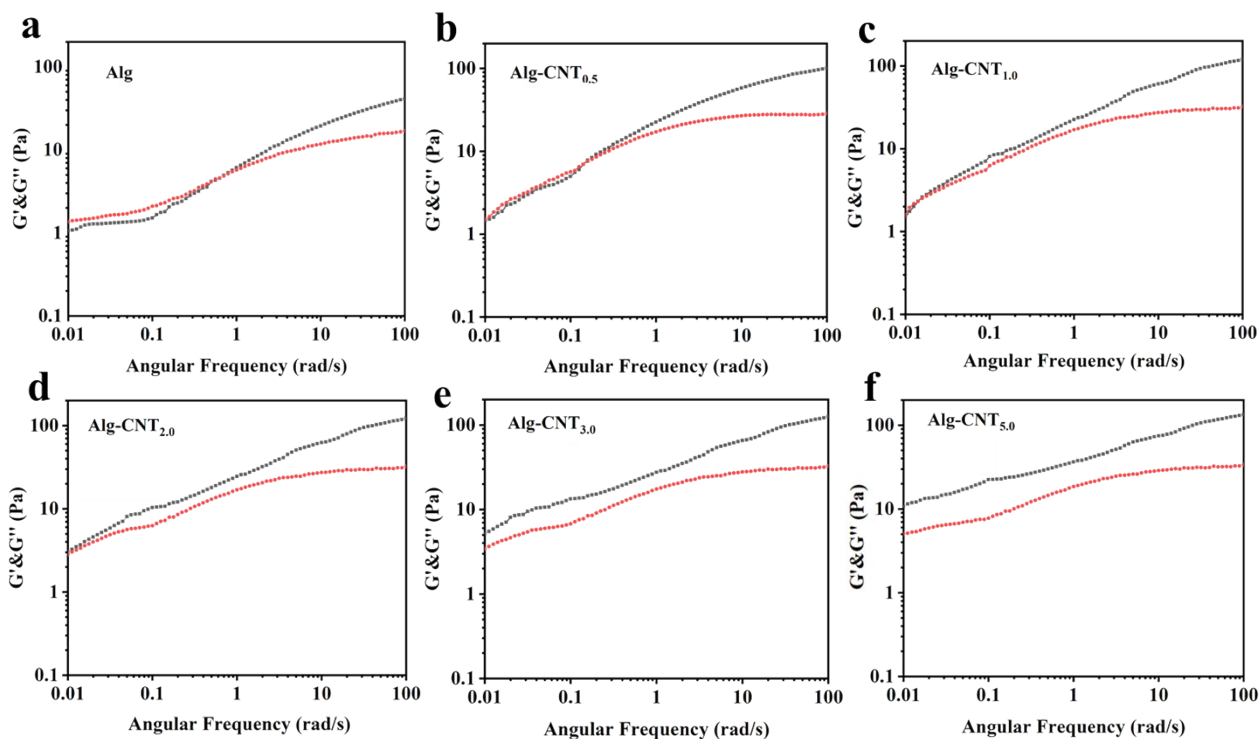 a
Alg
100
10
1
0.1
G'&G'' (Pa)
0.01 0.1 1 10 100
Angular Frequency (rad/s)
b
Alg-CNT0.5
100
10
1
0.1
G'&G'' (Pa)
0.01 0.1 1 10 100
Angular Frequency (rad/s)
c
Alg-CNT1.0
100
10
1
0.1
G'&G'' (Pa)
0.01 0.1 1 10 100
Angular Frequency (rad/s)
d
Alg-CNT2.0
100
10
1
0.1
G'&G'' (Pa)
0.01 0.1 1 10 100
Angular Frequency (rad/s)
e
Alg-CNT3.0
100
10
1
0.1
G'&G'' (Pa)
0.01 0.1 1 10 100
Angular Frequency (rad/s)
f
Alg-CNT5.0
100
10
1
0.1
G'&G'' (Pa)
0.01 0.1 1 10 100
Angular Frequency (rad/s)